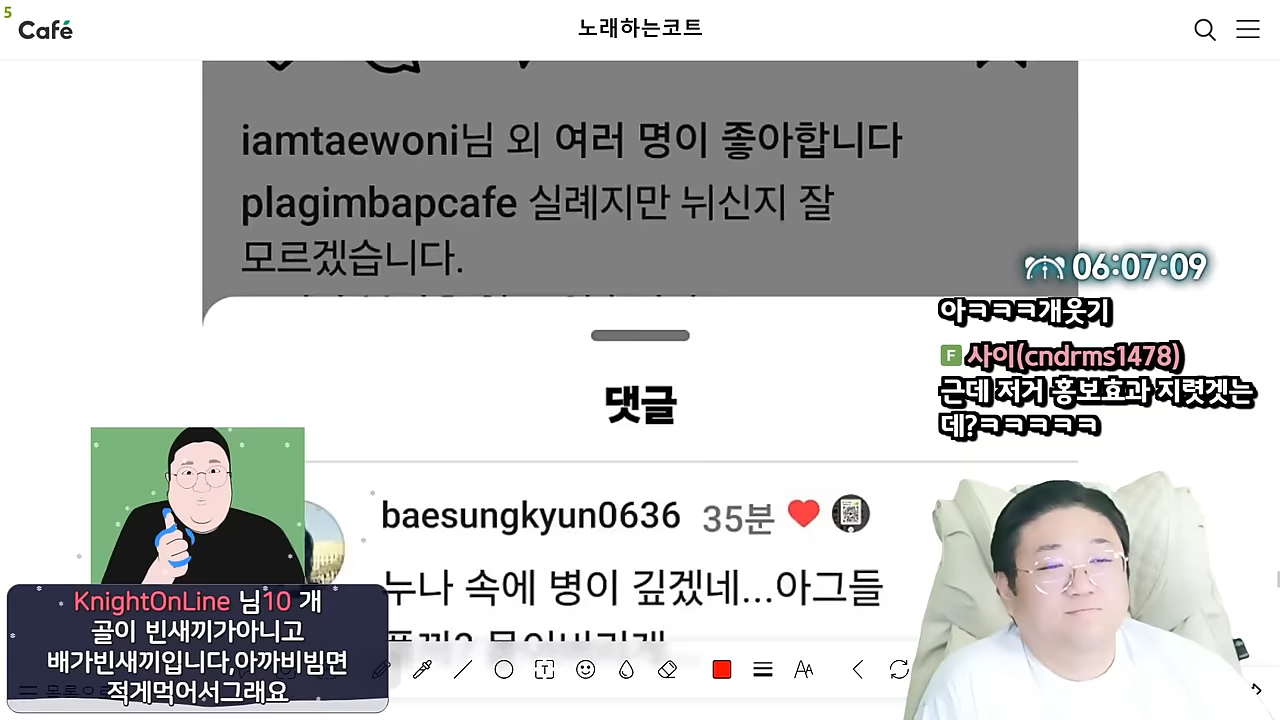 5
Café
노래하는코트
iamtaewoni님 외 여러 명이 좋아합니다
plagimbapcafe 실례지만 뉘신지 잘
모르겠습니다.
06:07:09
아ㅋㅋㅋ개웃기
F 사이(cndrms1478)
근데 저거 홍보효과 지렷겟는
데?ㅋㅋㅋㅋㅋ
댓글
baesungkyun0636 35분
누나 속에 병이 깊겠네...아그들
KnightOnLine 님10 개
골이 빈새끼가아니고
배가빈새끼입니다,아까비빔면
적게먹어서그래요
목록으로